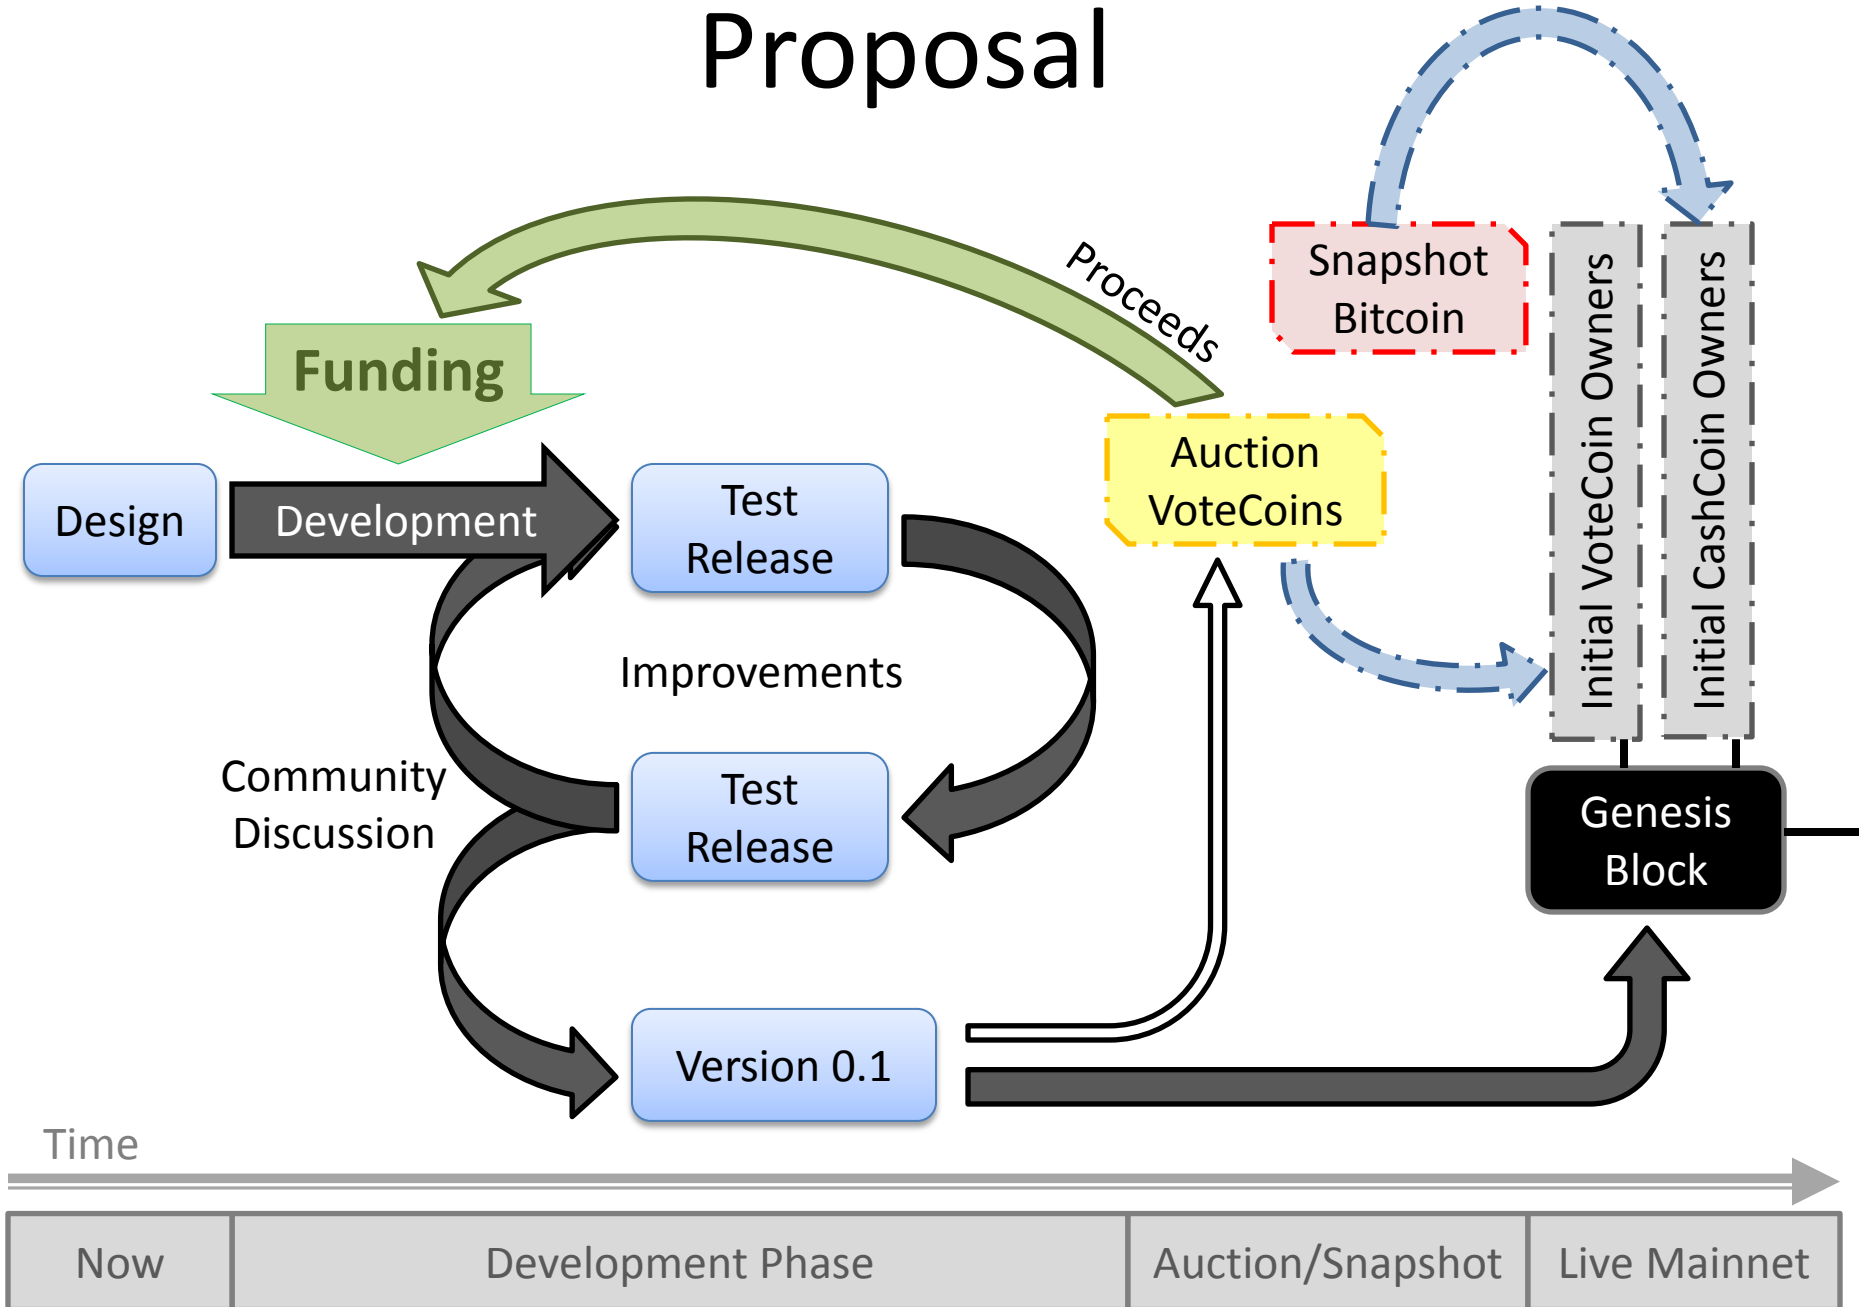 Proposal
Proceeds
Snapshot
Bitcoin
Initial VoteCoin Owners
Initial CashCoin Owners
Funding
Auction
VoteCoins
Design
Development
Test
Release
Improvements
Community
Discussion
Test
Release
Genesis
Block
Version 0.1
Time
Now
Development Phase
Auction/Snapshot
Live Mainnet